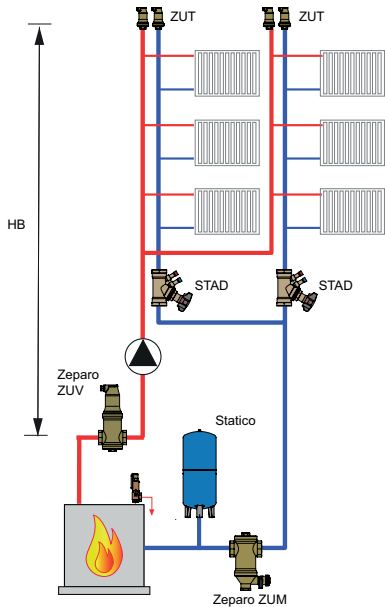 ZUT
ZUT
HB
STAD
STAD
Zeparo
ZUV
Statico
Zeparo ZUM